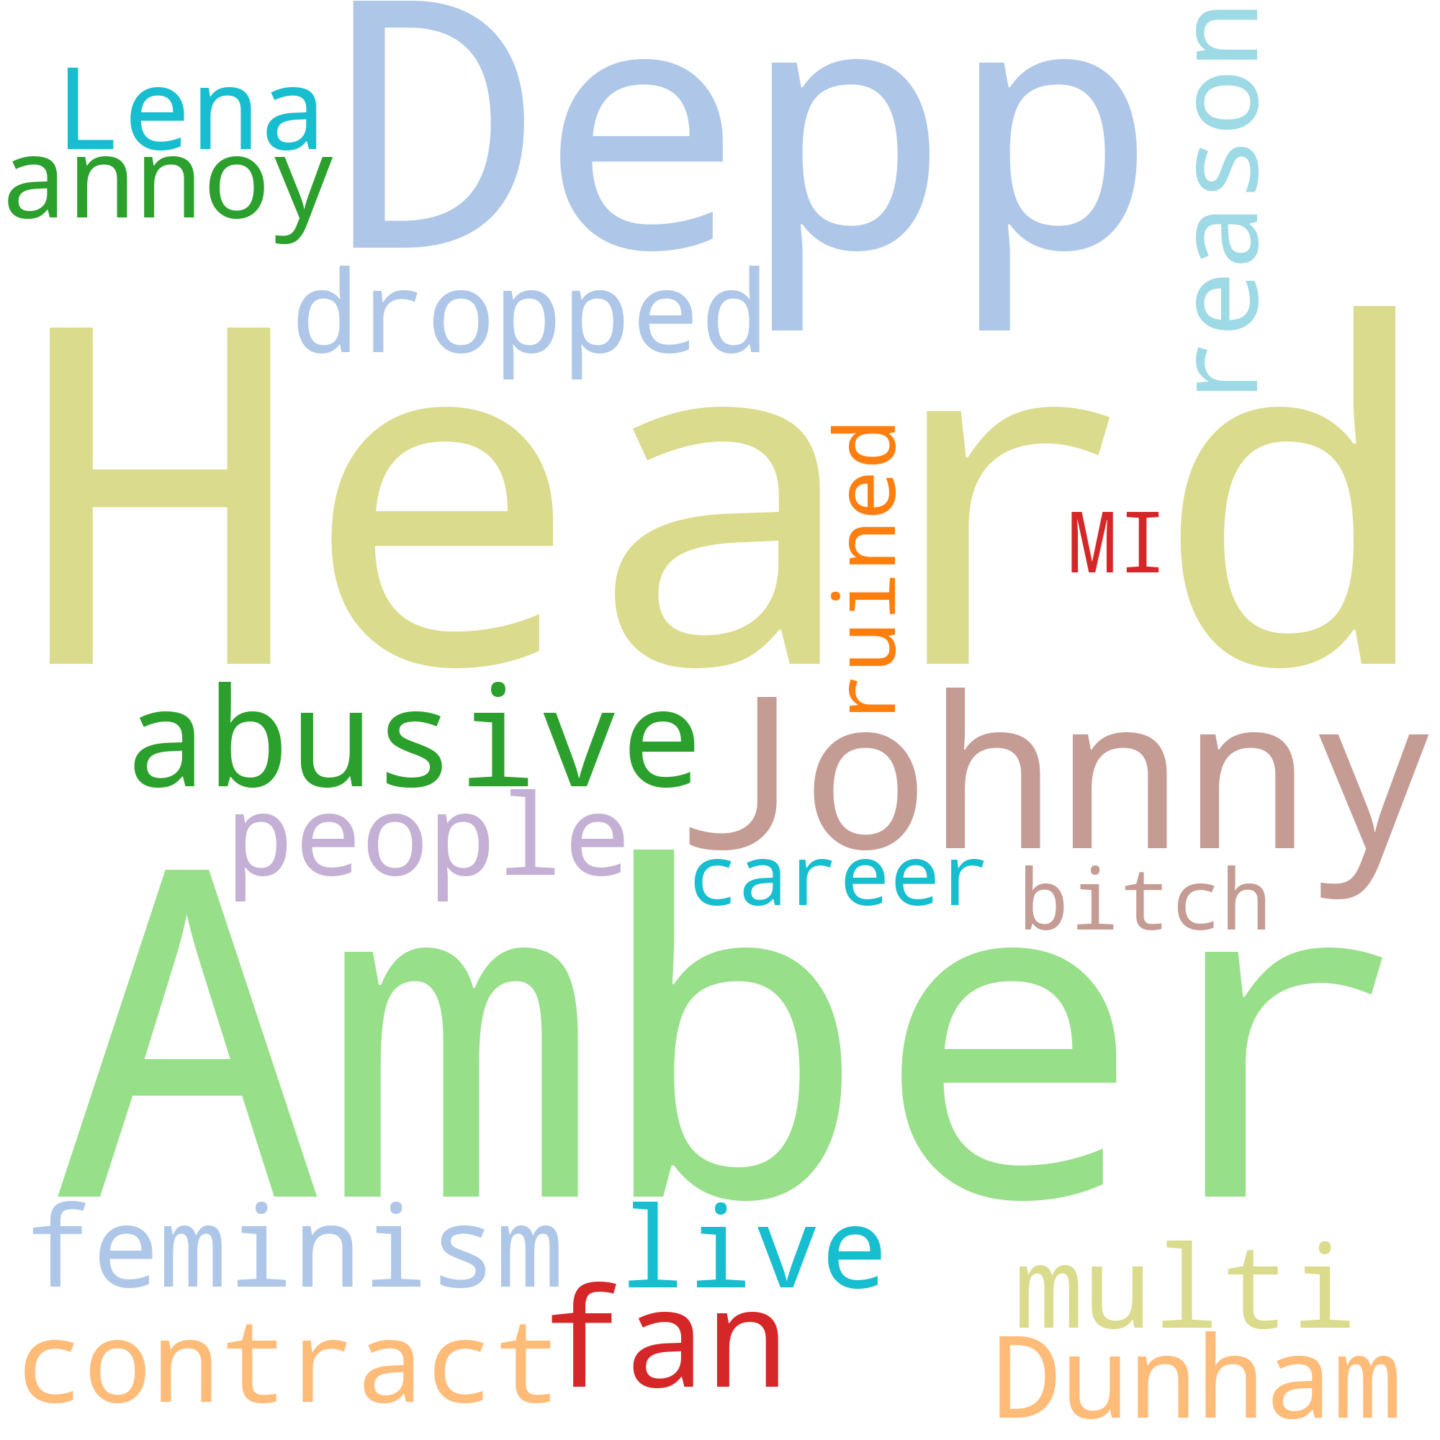 Depp
Lena
reason
annoy
dropped
Heard
ruined
MI
abusive
Johnny
people
career
bitch
Amber
feminism
live
multi
fan
contract
Dunham